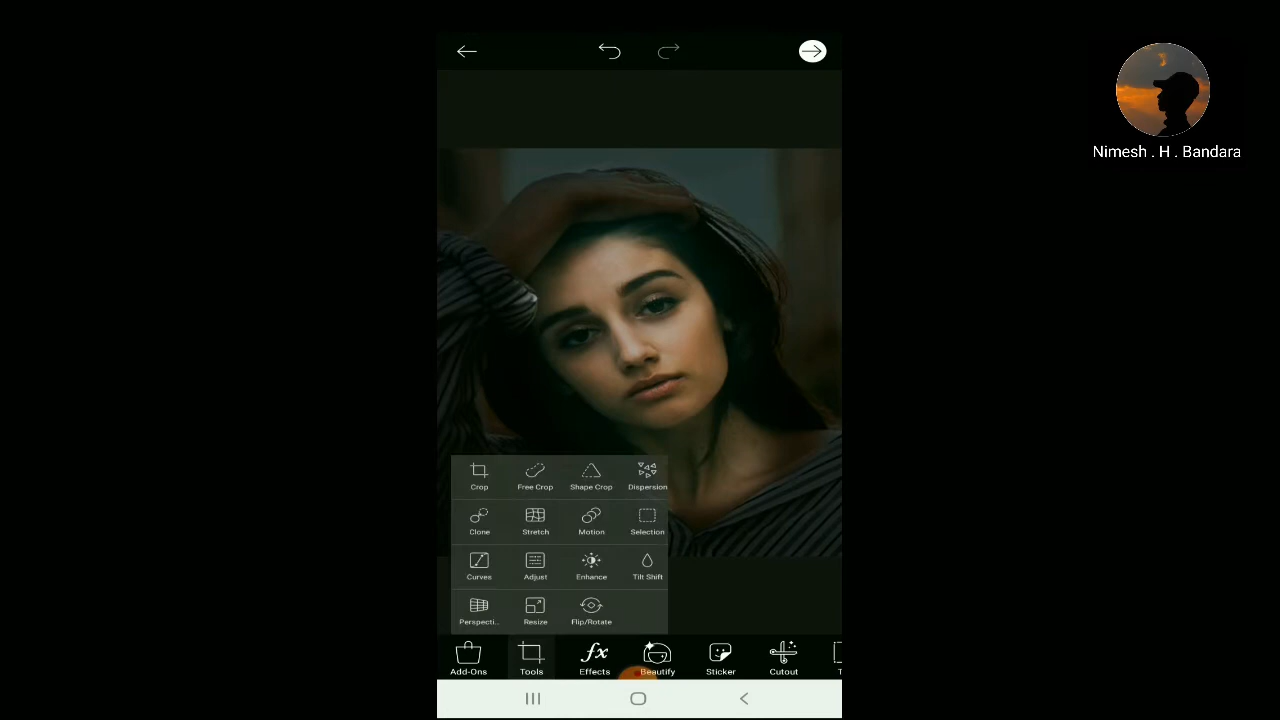 Nimesh . H . Bandara
Crop Free Crop Shape Crop Dispersion
Clone Stretch Motion Selection
Curves Adjust Enhance Tilt Shift
Perspecti... Resize Flip/Rotate
Add-Ons Tools Effects Beautify Sticker Cutout T